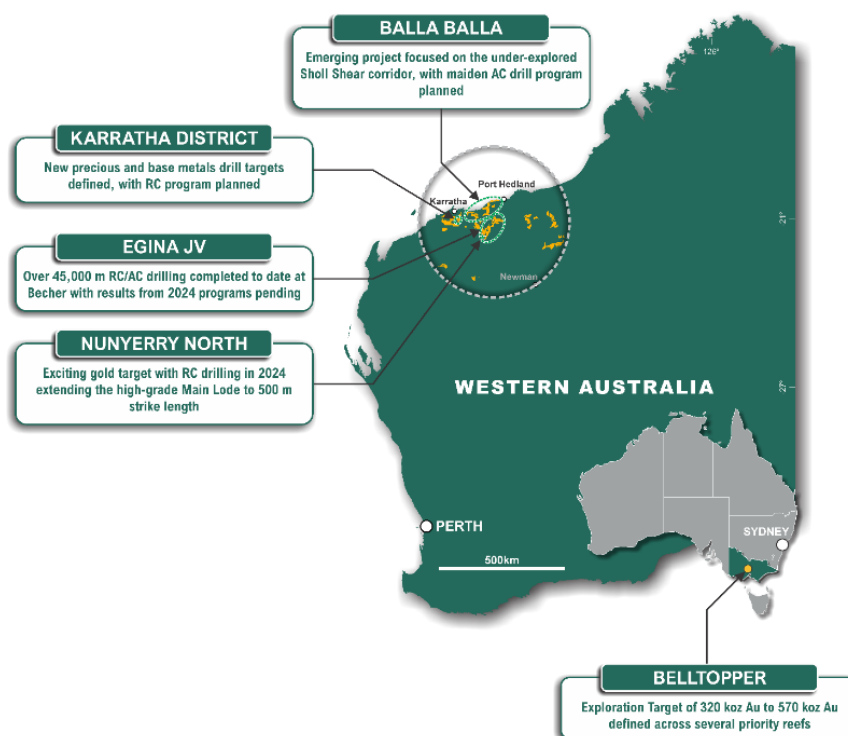 BALLA BALLA
Emerging project focused on the under-explored
Sholl Shear corridor, with maiden AC drill program
planned
126°
KARRATHA DISTRICT
New precious and base metals drill targets
defined, with RC program planned
Karratha
Port Hedland
21°
EGINA JV
Over 45,000 m RC/AC drilling completed to date at
Becher with results from 2024 programs pending
Newman
NUNYERRY NORTH
Exciting gold target with RC drilling in 2024
extending the high-grade Main Lode to 500 m
strike length
WESTERN AUSTRALIA
27°
PERTH
500km
SYDNEY
BELLTOPPER
Exploration Target of 320 koz Au to 570 koz Au
defined across several priority reefs